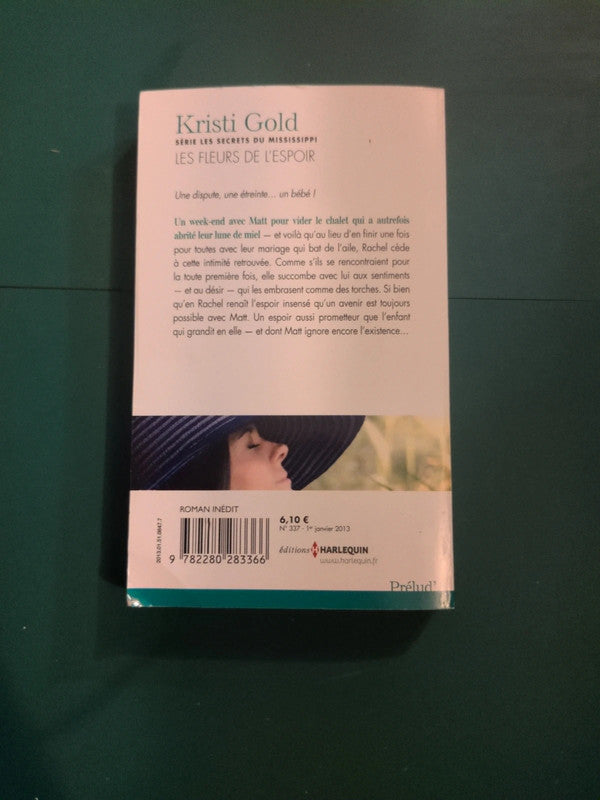 Kristi Gold
SÉRIE LES SECRETS DU MISSISSIPPI
LES FLEURS DE L'ESPOIR
Une dispute, une étreinte... un bébé !
Un week-end avec Matt pour vider le chalet qui a autrefois
abrité leur lune de miel — et voilà qu'au lieu d'en finir une fois
pour toutes avec leur mariage qui bat de l'aile, Rachel cède
à cette intimité retrouvée. Comme s'ils se rencontraient pour
la toute première fois, elle succombe avec lui aux sentiments
— et au désir — qui les embrasent comme des torches. Si bien
qu'en Rachel renaît l'espoir insensé qu'un avenir est toujours
possible avec Matt. Un espoir aussi prometteur que l'enfant
qui grandit en elle — et dont Matt ignore encore l'existence...
ROMAN INÉDIT
6,10 €
N° 337 - 1er janvier 2013
2013.01.51.0647.7
éditions HARLEQUIN
www.harlequin.fr
9 782280 283366
Prélud'